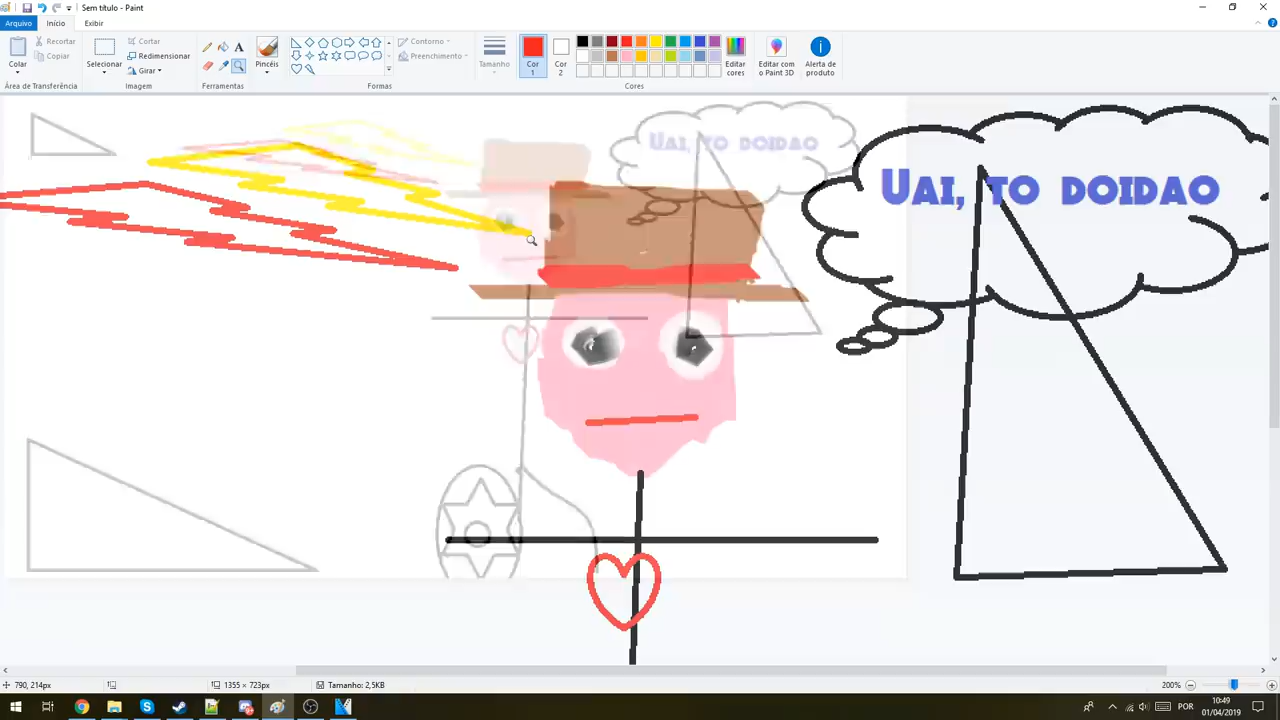 Sem título - Paint
Arquivo Início Exibir
Colar
Recortar
Copiar
Selecionar
Cortar
Redimensionar
Girar
Pincéis
Contorno
Preenchimento
Tamanho
Cor 1
Cor 2
Editar cores
Editar com o Paint 3D
Alerta de produto
Área de Transferência Imagem Ferramentas Formas Cores
Uai, to doidao
Uai, to doidao
790, 214px 1355 × 723px Tamanho: 2,5KB 200%
POR 10:49
01/04/2019